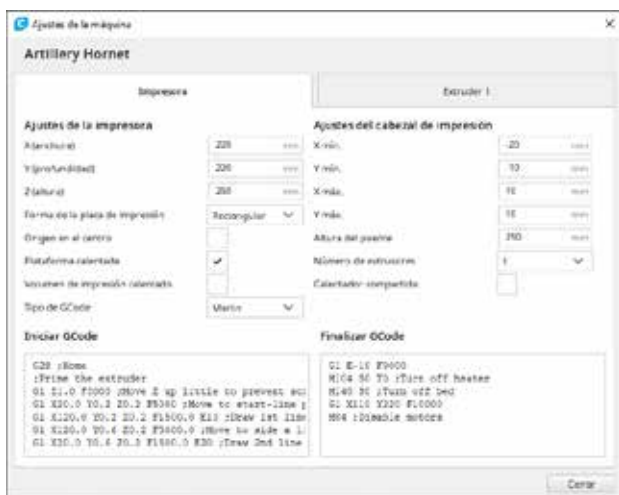 Ajustes de la máquina
Artillery Hornet
Impresora
Extruder 1
Ajustes de la impresora
X (anchura)
220 mm
Y (profundidad)
220 mm
Z (altura)
250 mm
Forma de la placa de impresión
Rectangular
Origen en el centro
Plataforma calentada
Volumen de impresión calentado
Tipo de GCode
Marlin
Ajustes del cabezal de impresión
X mín.
-20 mm
Y mín.
-10 mm
X máx.
10 mm
Y máx.
10 mm
Altura del puente
250 mm
Número de extrusores
1
Calentador compartido
Iniciar GCode
G28 ;Home
;Prime the extruder
G1 Z1.0 F3000 ;Move Z up little to prevent
G1 X20.0 Y0.2 Z0.2 F5000 ;Move to start-line
G1 X120.0 Y0.2 Z0.2 F1500.0 E10 ;Draw 1st line
G1 X120.0 Y0.6 Z0.2 F5000.0 ;Move to side a
G1 X20.0 Y0.6 Z0.2 F1500.0 E20 ;Draw 2nd line
Finalizar GCode
G1 E-10 F9000
M104 S0 T0 ;Turn off heater
M140 S0 ;Turn off bed
G1 X110 Y220 F10000
M84 ;Disable motors
Cerrar